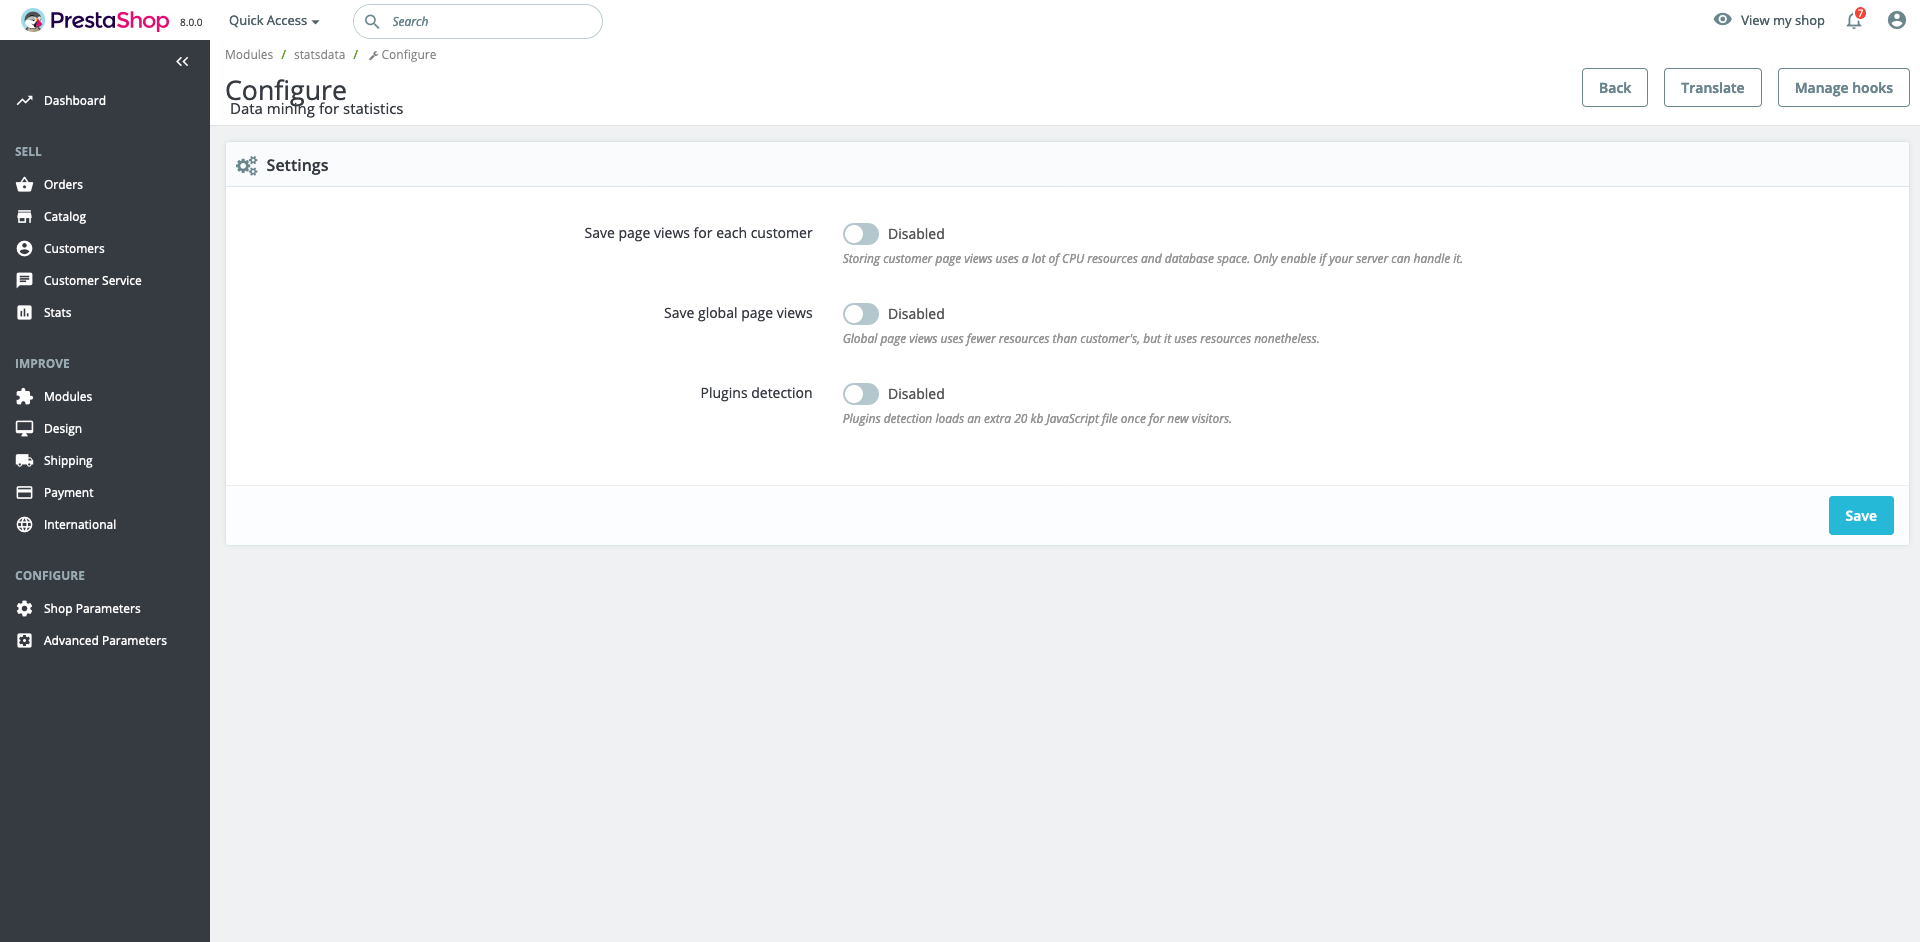 PrestaShop 8.0.0 Quick Access Search View my shop 7
Modules / statsdata / Configure
Configure
Data mining for statistics
Back Translate Manage hooks
Dashboard
SELL
Orders
Catalog
Customers
Customer Service
Stats
IMPROVE
Modules
Design
Shipping
Payment
International
CONFIGURE
Shop Parameters
Advanced Parameters
Settings
Save page views for each customer Disabled
Storing customer page views uses a lot of CPU resources and database space. Only enable if your server can handle it.
Save global page views Disabled
Global page views uses fewer resources than customer's, but it uses resources nonetheless.
Plugins detection Disabled
Plugins detection loads an extra 20 kb JavaScript file once for new visitors.
Save